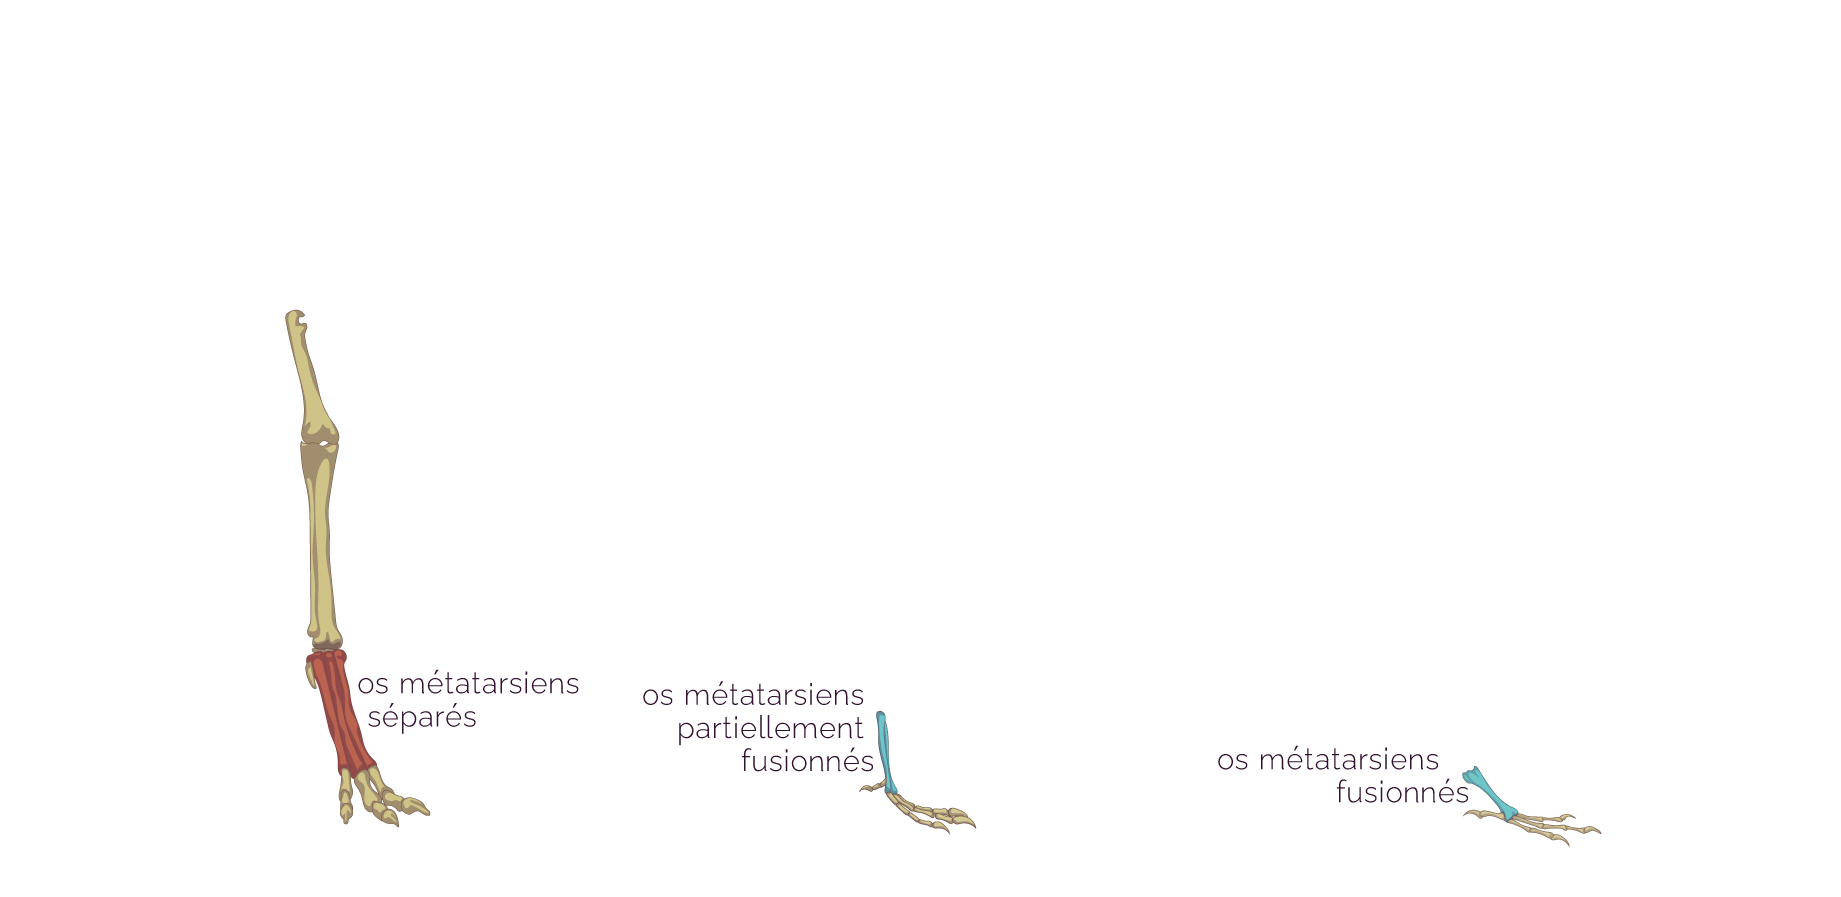 os métatarsiens
séparés
os métatarsiens
partiellement
fusionnés
os métatarsiens
fusionnés